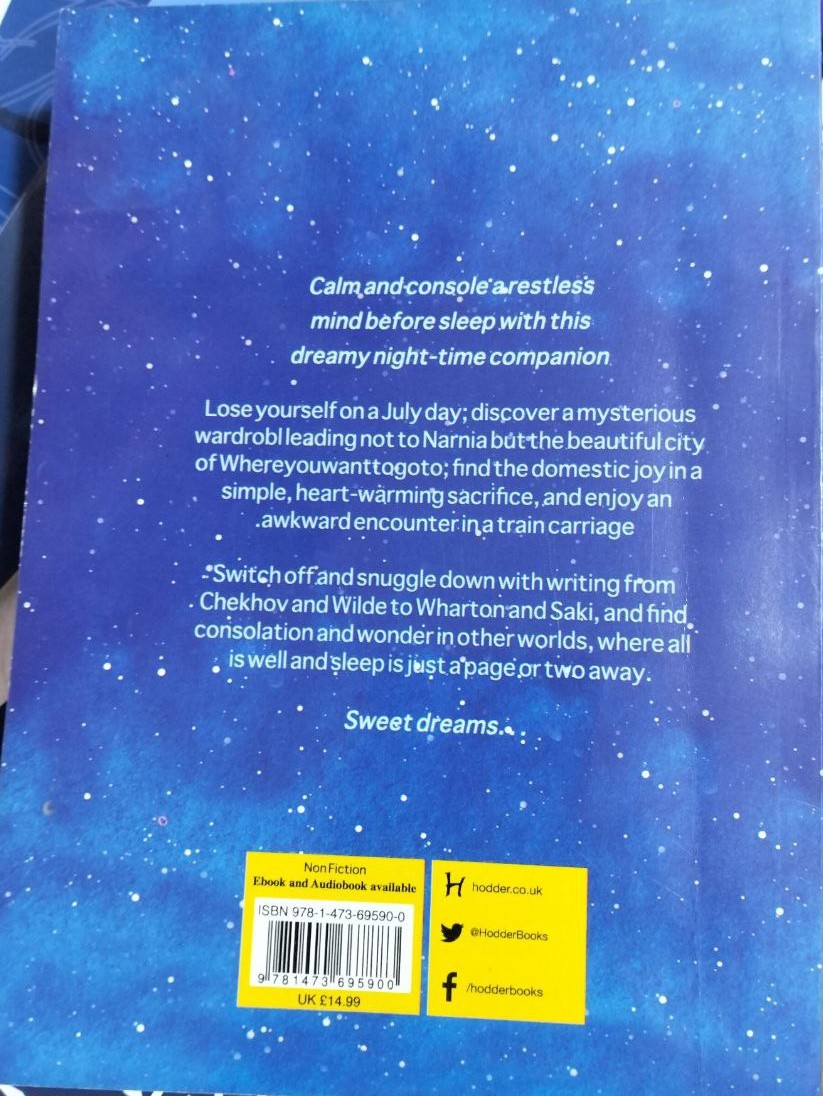 Calm and console a restless
mind before sleep with this
dreamy night-time companion
Lose yourself on a July day; discover a mysterious
wardrobl leading not to Narnia but the beautiful city
of Whereyouwanttogoto; find the domestic joy in a
simple, heart-warming sacrifice, and enjoy an
awkward encounter in a train carriage
Switch off and snuggle down with writing from
Chekhov and Wilde to Wharton and Saki, and find
consolation and wonder in other worlds, where all
is well and sleep is just a page or two away.
Sweet dreams...
Non Fiction
Ebook and Audiobook available
ISBN 978-1-473-69590-0
9 781473 695900
UK £14.99
H hodder.co.uk
@HodderBooks
f /hodderbooks